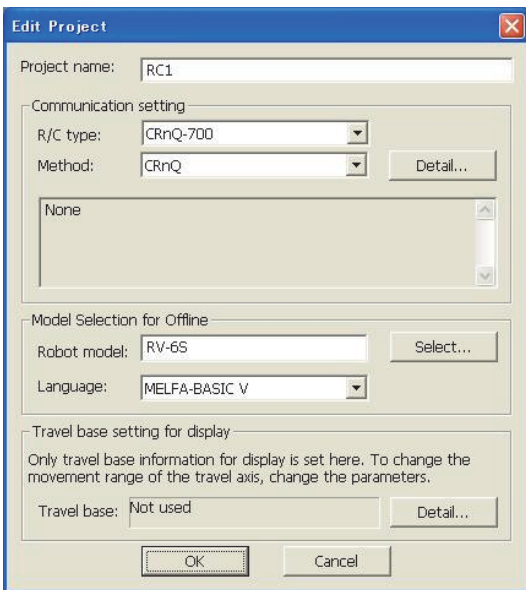 Edit Project
Project name: RC1
Communication setting
R/C type: CRnQ-700
Method: CRnQ Detail...
None
Model Selection for Offline
Robot model: RV-6S Select...
Language: MELFA-BASIC V
Travel base setting for display
Only travel base information for display is set here. To change the
movement range of the travel axis, change the parameters.
Travel base: Not used Detail...
OK Cancel